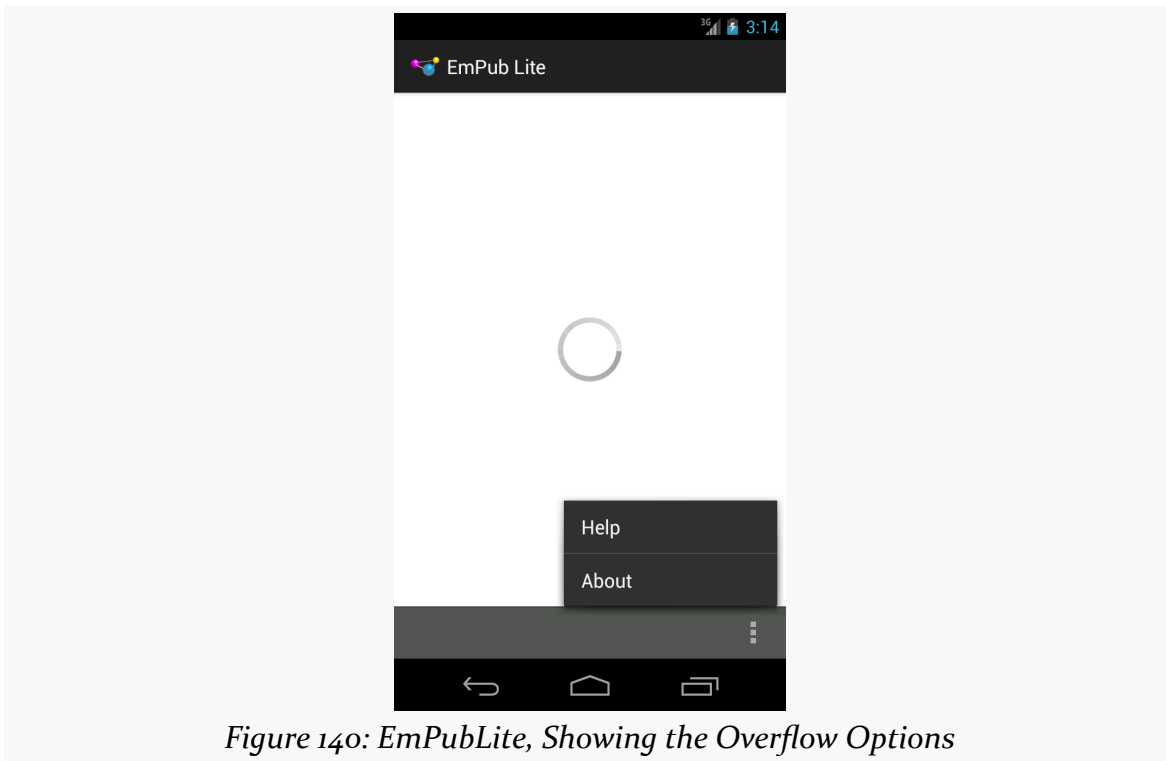 3G 3:14
EmPub Lite
Help
About
Figure 140: EmPubLite, Showing the Overflow Options